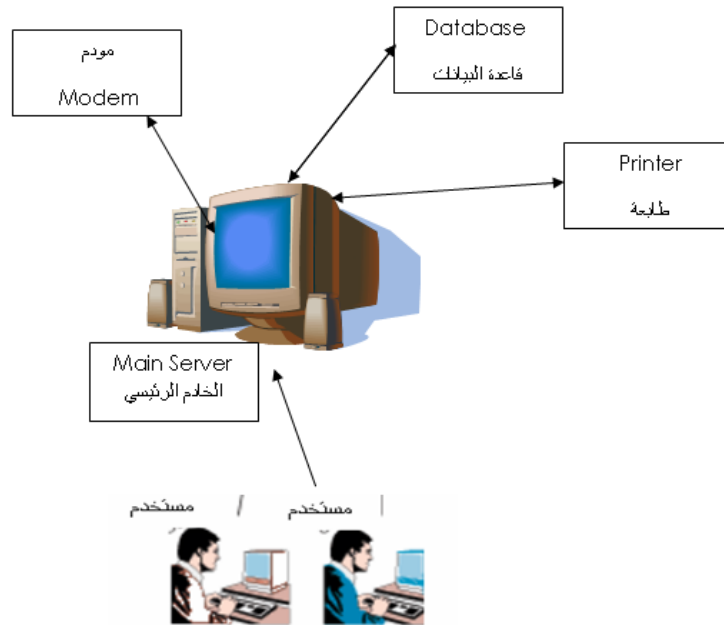 مودم
Modem
Database
قاعدة البيانات
Printer
طابعة
Main Server
الخادم الرئيسي
مستخدم
مستخدم